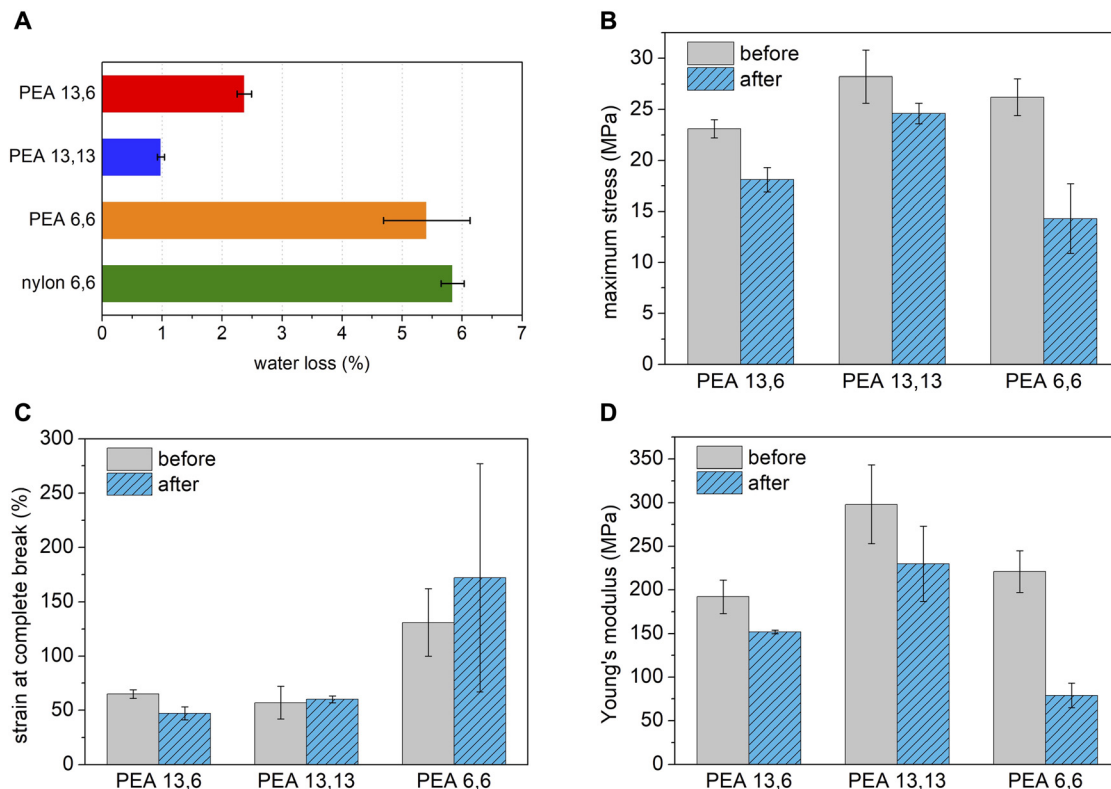 A
PEA 13,6
PEA 13,13
PEA 6,6
nylon 6,6
0 1 2 3 4 5 6 7
water loss (%)
B
before
after
30
25
20
15
10
5
0
maximum stress (MPa)
PEA 13,6 PEA 13,13 PEA 6,6
C
before
after
300
250
200
150
100
50
0
strain at complete break (%)
PEA 13,6 PEA 13,13 PEA 6,6
D
before
after
350
300
250
200
150
100
50
0
Young's modulus (MPa)
PEA 13,6 PEA 13,13 PEA 6,6